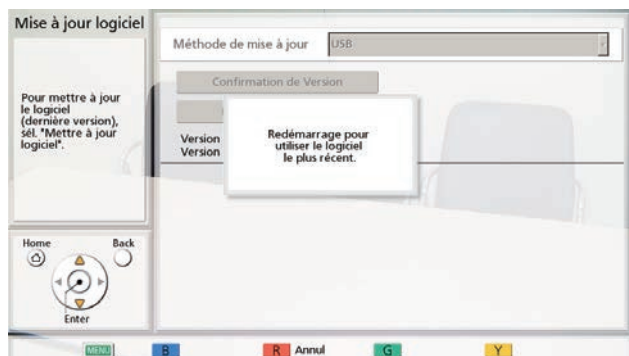 Mise à jour logiciel
Méthode de mise à jour USB
Confirmation de Version
Pour mettre à jour
le logiciel
(dernière version),
sél. "Mettre à jour
logiciel".
Redémarrage pour
utiliser le logiciel
le plus récent.
Version
Version
Home Back
Enter
MENU B R Annul G Y